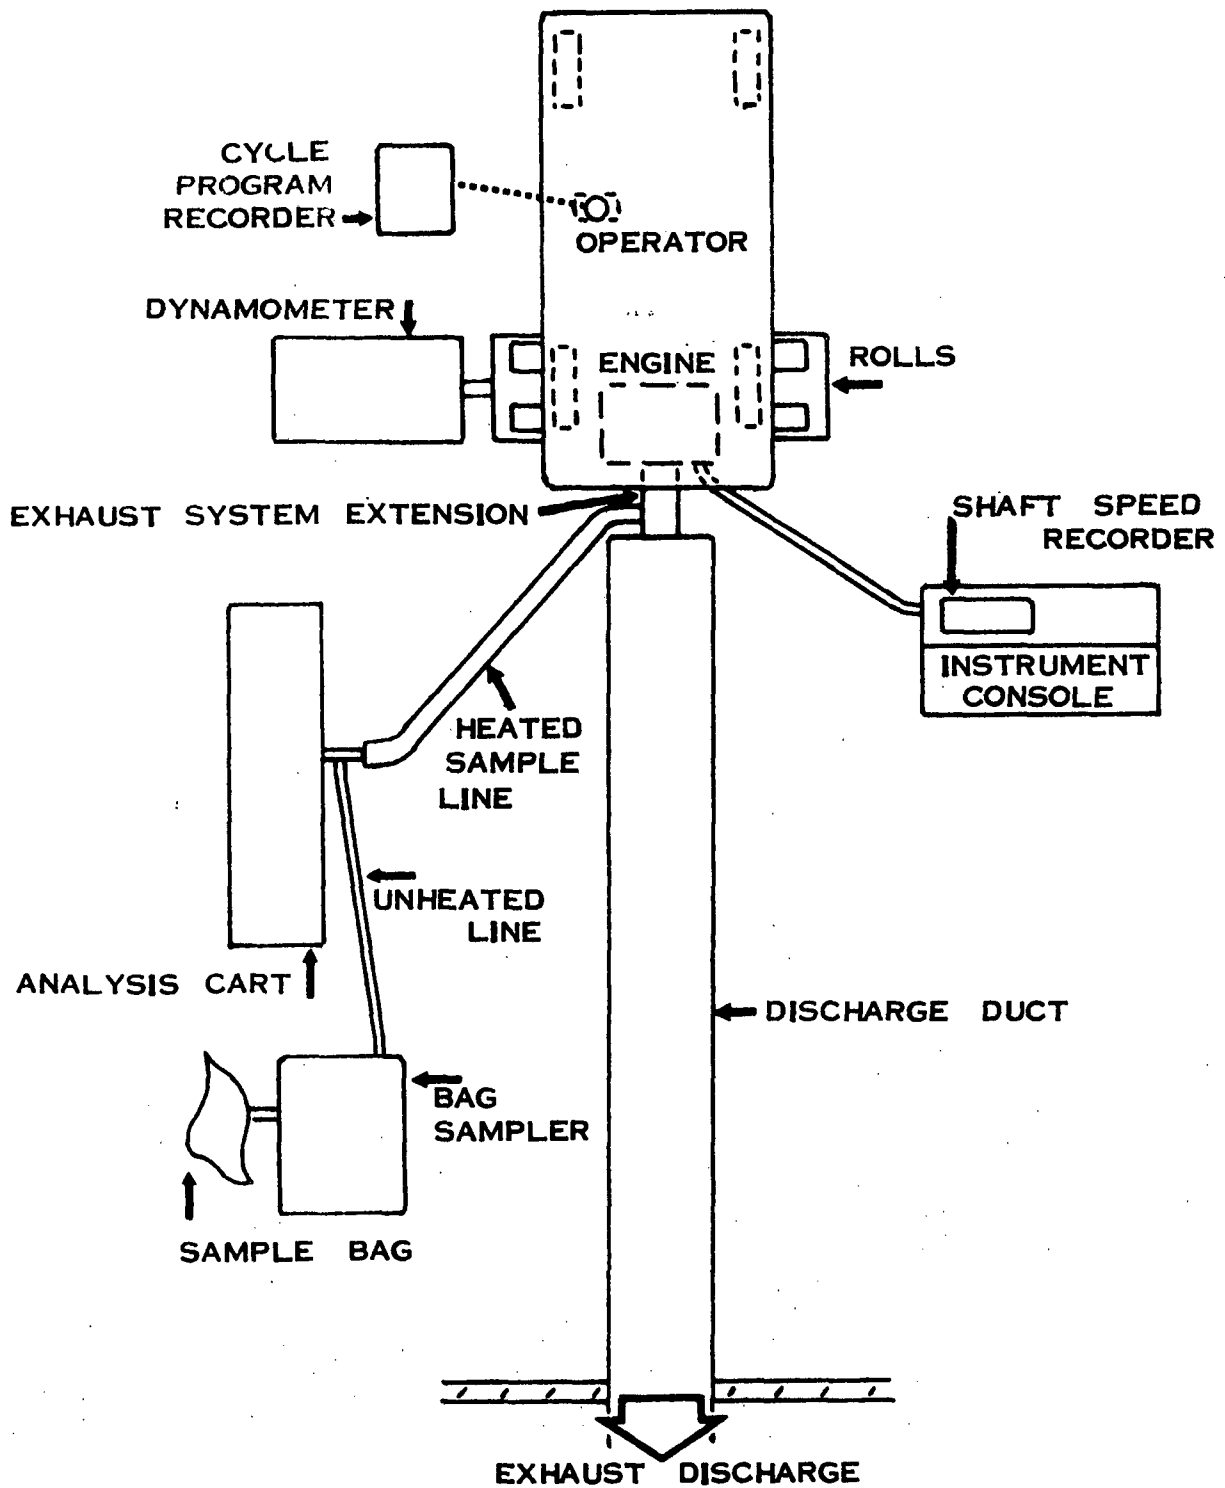 CYCLE
PROGRAM
RECORDER
OPERATOR
DYNAMOMETER
ENGINE
ROLLS
EXHAUST SYSTEM EXTENSION
SHAFT SPEED
RECORDER
INSTRUMENT
CONSOLE
HEATED
SAMPLE
LINE
UNHEATED
LINE
ANALYSIS CART
DISCHARGE DUCT
BAG
SAMPLER
SAMPLE BAG
EXHAUST DISCHARGE